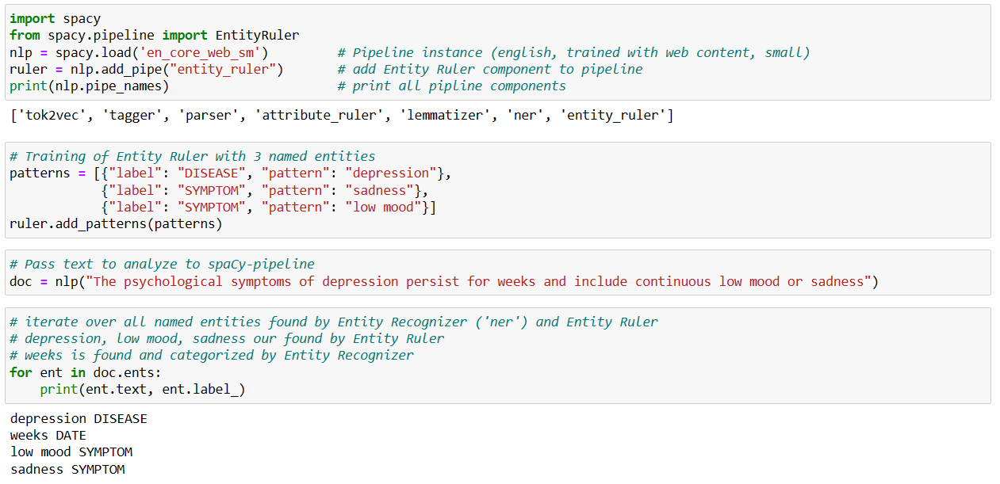 import spacy
from spacy.pipeline import EntityRuler
nlp = spacy.load('en_core_web_sm')         # Pipeline instance (english, trained with web content, small)
ruler = nlp.add_pipe("entity_ruler")       # add Entity Ruler component to pipeline
print(nlp.pipe_names)                      # print all pipline components
['tok2vec', 'tagger', 'parser', 'attribute_ruler', 'lemmatizer', 'ner', 'entity_ruler']
# Training of Entity Ruler with 3 named entities
patterns = [{"label": "DISEASE", "pattern": "depression"},
            {"label": "SYMPTOM", "pattern": "sadness"},
            {"label": "SYMPTOM", "pattern": "low mood"}]
ruler.add_patterns(patterns)
# Pass text to analyze to spaCy-pipeline
doc = nlp("The psychological symptoms of depression persist for weeks and include continuous low mood or sadness")
# iterate over all named entities found by Entity Recognizer ('ner') and Entity Ruler
# depression, low mood, sadness our found by Entity Ruler
# weeks is found and categorized by Entity Recognizer
for ent in doc.ents:
    print(ent.text, ent.label_)
depression DISEASE
weeks DATE
low mood SYMPTOM
sadness SYMPTOM